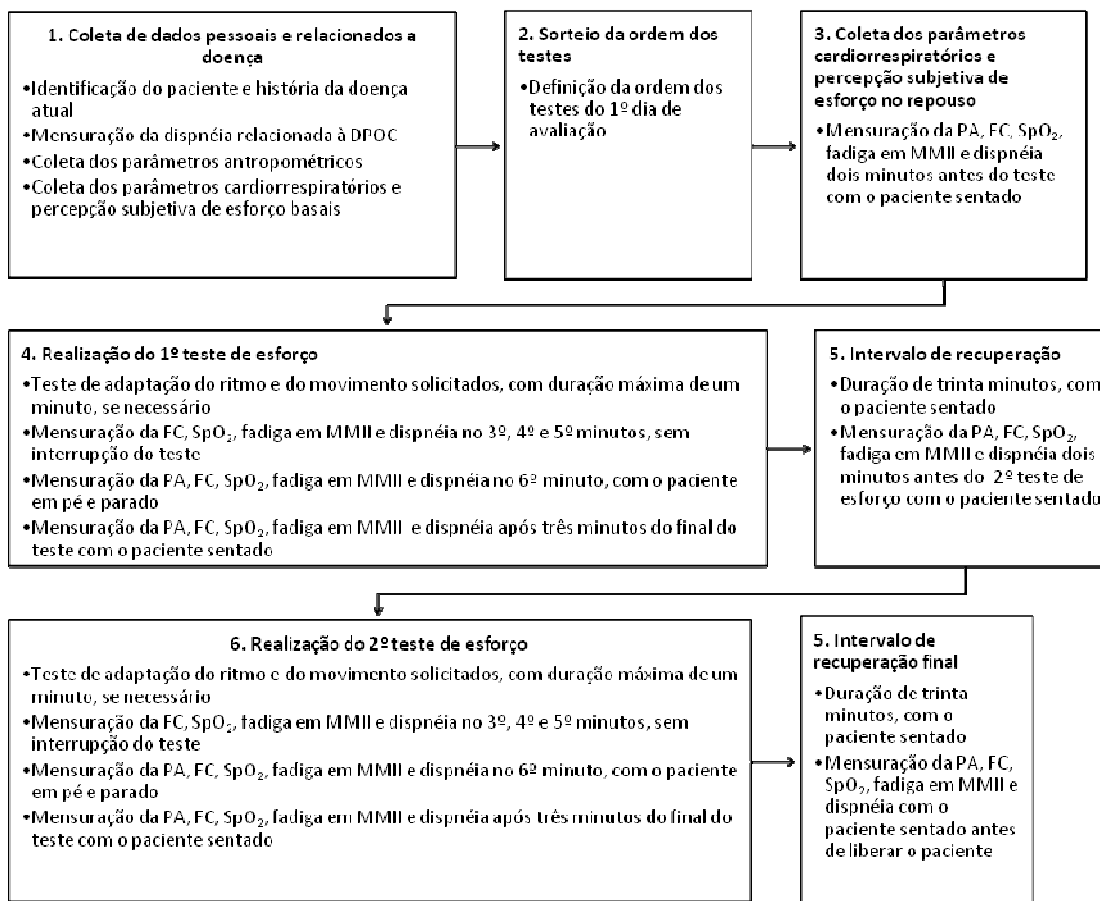 1. Coleta de dados pessoais e relacionados a
doença
•Identificação do paciente e história da doença
atual
•Mensuração da dispnéia relacionada à DPOC
•Coleta dos parâmetros antropométricos
•Coleta dos parâmetros cardiorrespiratórios e
percepção subjetiva de esforço basais
2. Sorteio da ordem dos
testes
•Definição da ordem dos
testes do 1º dia de
avaliação
3. Coleta dos parâmetros
cardiorrespiratórios e
percepção subjetiva de
esforço no repouso
•Mensuração da PA, FC, SpO₂,
fadiga em MMII e dispnéia
dois minutos antes do teste
com o paciente sentado
4. Realização do 1º teste de esforço
•Teste de adaptação do ritmo e do movimento solicitados, com duração máxima de um
minuto, se necessário
•Mensuração da FC, SpO₂, fadiga em MMII e dispnéia no 3º, 4º e 5º minutos, sem
interrupção do teste
•Mensuração da PA, FC, SpO₂, fadiga em MMII e dispnéia no 6º minuto, com o paciente
em pé e parado
•Mensuração da PA, FC, SpO₂, fadiga em MMII e dispnéia após três minutos do final do
teste com o paciente sentado
5. Intervalo de recuperação
•Duração de trinta minutos, com
o paciente sentado
•Mensuração da PA, FC, SpO₂,
fadiga em MMII e dispnéia dois
minutos antes do 2º teste de
esforço com o paciente sentado
6. Realização do 2º teste de esforço
•Teste de adaptação do ritmo e do movimento solicitados, com duração máxima de um
minuto, se necessário
•Mensuração da FC, SpO₂, fadiga em MMII e dispnéia no 3º, 4º e 5º minutos, sem
interrupção do teste
•Mensuração da PA, FC, SpO₂, fadiga em MMII e dispnéia no 6º minuto, com o paciente
em pé e parado
•Mensuração da PA, FC, SpO₂, fadiga em MMII e dispnéia após três minutos do final do
teste com o paciente sentado
5. Intervalo de
recuperação final
•Duração de trinta
minutos, com o
paciente sentado
•Mensuração da PA, FC,
SpO₂, fadiga em MMII e
dispnéia com o
paciente sentado antes
de liberar o paciente